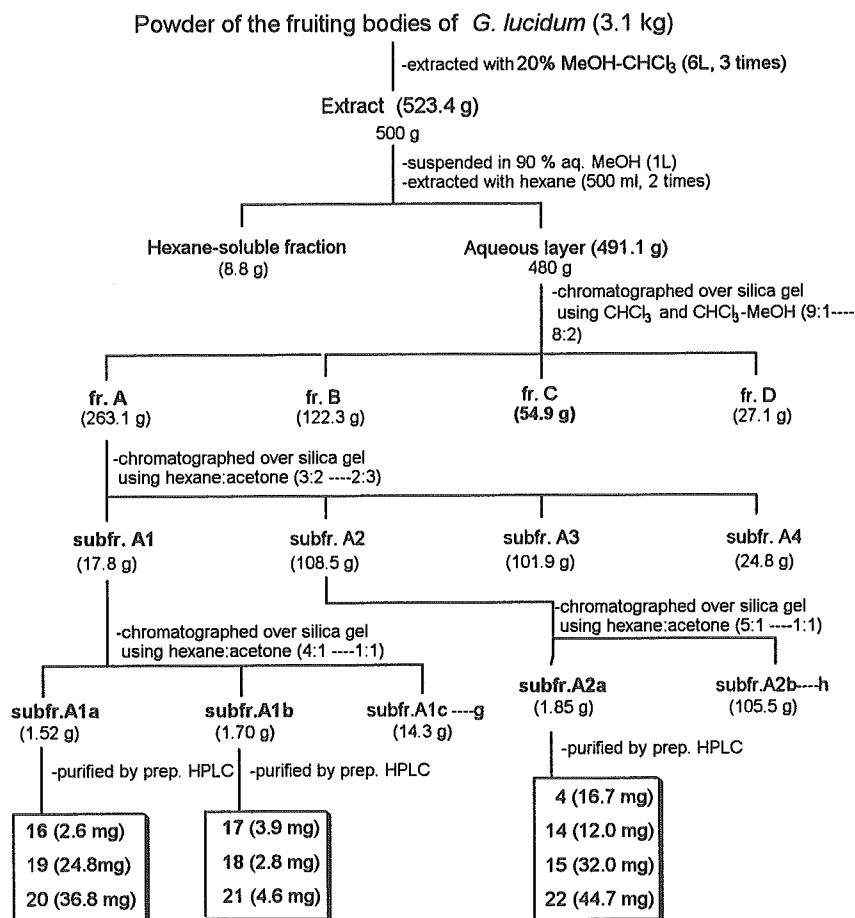 Powder of the fruiting bodies of G. lucidum (3.1 kg)
-extracted with 20% MeOH-CHCl3 (6L, 3 times)
Extract (523.4 g)
500 g
-suspended in 90 % aq. MeOH (1L)
-extracted with hexane (500 ml, 2 times)
Hexane-soluble fraction
(8.8 g)
Aqueous layer (491.1 g)
480 g
-chromatographed over silica gel
using CHCl3 and CHCl3-MeOH (9:1----
8:2)
fr. A
(263.1 g)
fr. B
(122.3 g)
fr. C
(54.9 g)
fr. D
(27.1 g)
-chromatographed over silica gel
using hexane:acetone (3:2 ----2:3)
subfr. A1
(17.8 g)
subfr. A2
(108.5 g)
subfr. A3
(101.9 g)
subfr. A4
(24.8 g)
-chromatographed over silica gel
using hexane:acetone (4:1 ----1:1)
-chromatographed over silica gel
using hexane:acetone (5:1 ----1:1)
subfr.A1a
(1.52 g)
subfr.A1b
(1.70 g)
subfr.A1c ----g
(14.3 g)
subfr.A2a
(1.85 g)
subfr.A2b----h
(105.5 g)
-purified by prep. HPLC
-purified by prep. HPLC
-purified by prep. HPLC
16 (2.6 mg)
19 (24.8mg)
20 (36.8 mg)
17 (3.9 mg)
18 (2.8 mg)
21 (4.6 mg)
4 (16.7 mg)
14 (12.0 mg)
15 (32.0 mg)
22 (44.7 mg)